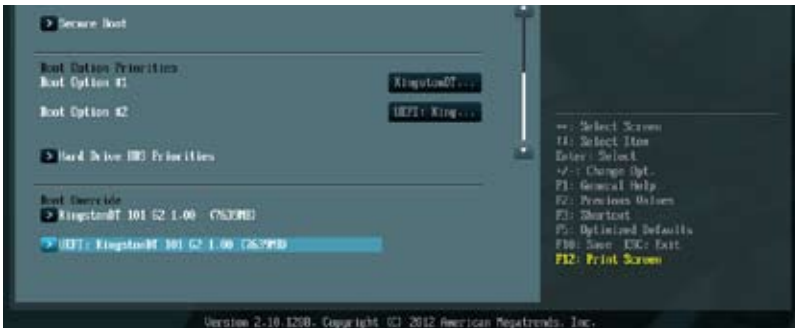 Secure Boot
Boot Option Priorities
Boot Option #1 KingstonDT...
Boot Option #2 UEFI: King...
Hard Drive BBS Priorities
Boot Override
KingstonDT 101 G2 1.00 (7639MB)
UEFI: KingstonDT 101 G2 1.00 (7639MB)
↔: Select Screen
↑↓: Select Item
Enter: Select
+/-: Change Opt.
F1: General Help
F2: Previous Values
F3: Shortcut
F5: Optimized Defaults
F10: Save ESC: Exit
F12: Print Screen
Version 2.10.1208. Copyright (C) 2012 American Megatrends, Inc.